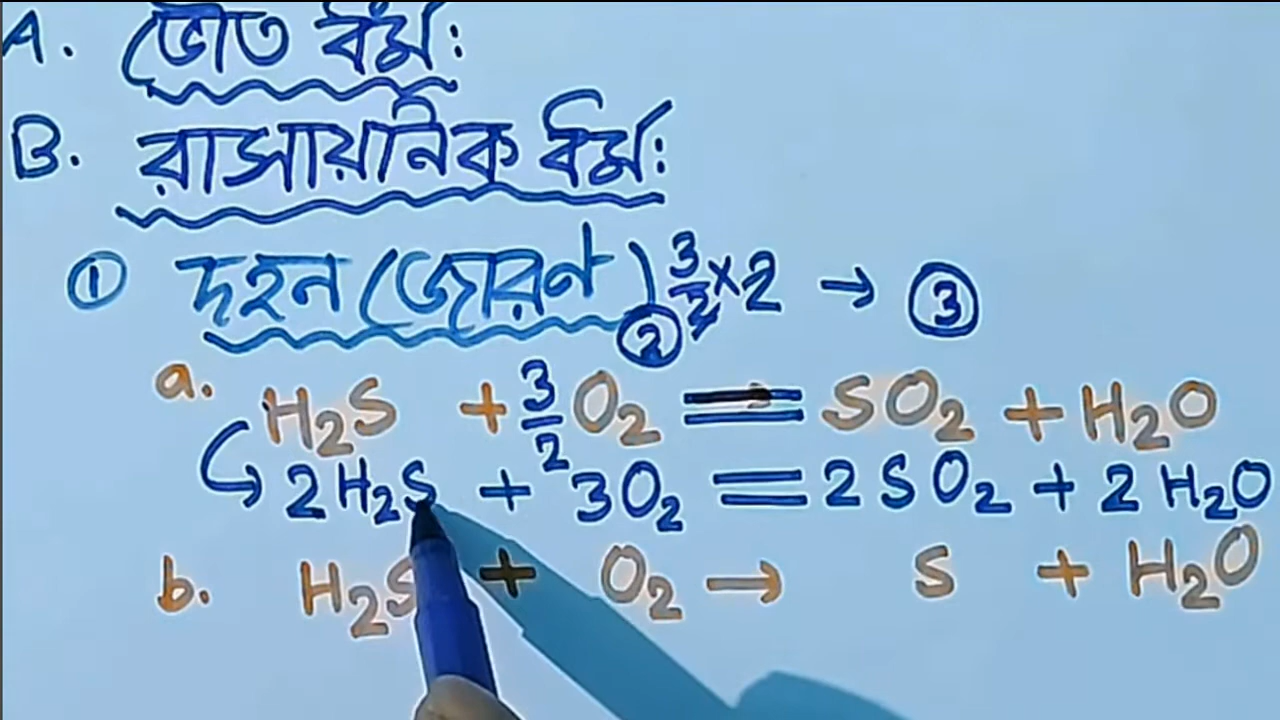 A. ভৌত ধর্ম:
B. রাসায়নিক ধর্ম:
① দহন (জারণ) 3/2 × 2 → ③
②
a. H₂S + 3/2 O₂ = SO₂ + H₂O
2H₂S + 3O₂ = 2SO₂ + 2H₂O
b. H₂S + O₂ → S + H₂O